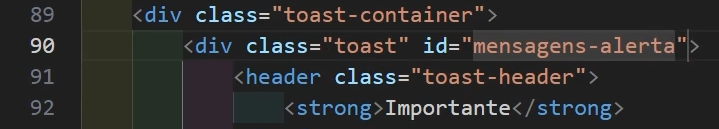 89 <div class="toast-container">
90 <div class="toast" id="mensagens-alerta">
91 <header class="toast-header">
92 <strong>Importante</strong>